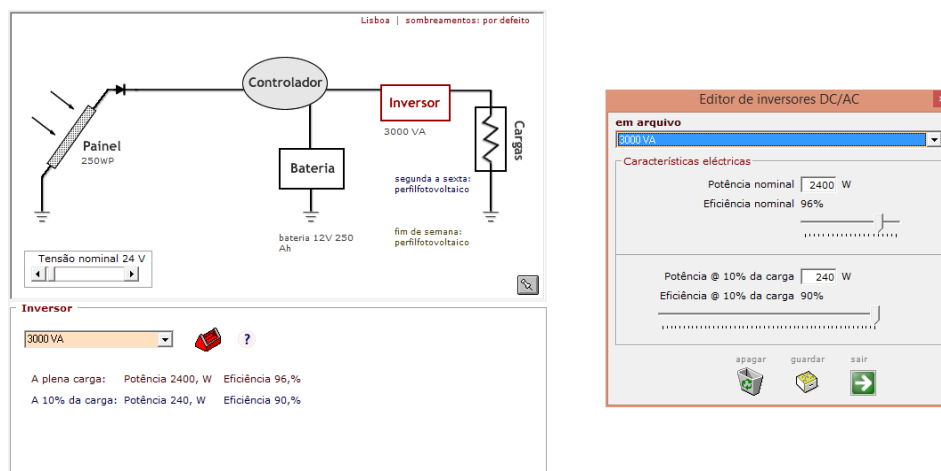 Lisboa | sombreamentos: por defeito
Controlador
Inversor
3000 VA
Painel
250WP
Cargas
Bateria
segunda a sexta:
perfilfotovoltaico
bateria 12V 250
Ah
fim de semana:
perfilfotovoltaico
Tensão nominal 24 V
Inversor
3000 VA
?
A plena carga: Potência 2400, W Eficiência 96,%
A 10% da carga: Potência 240, W Eficiência 90,%
Editor de inversores DC/AC
em arquivo
3000 VA
Características eléctricas
Potência nominal 2400 W
Eficiência nominal 96%
Potência @ 10% da carga 240 W
Eficiência @ 10% da carga 90%
apagar guardar sair